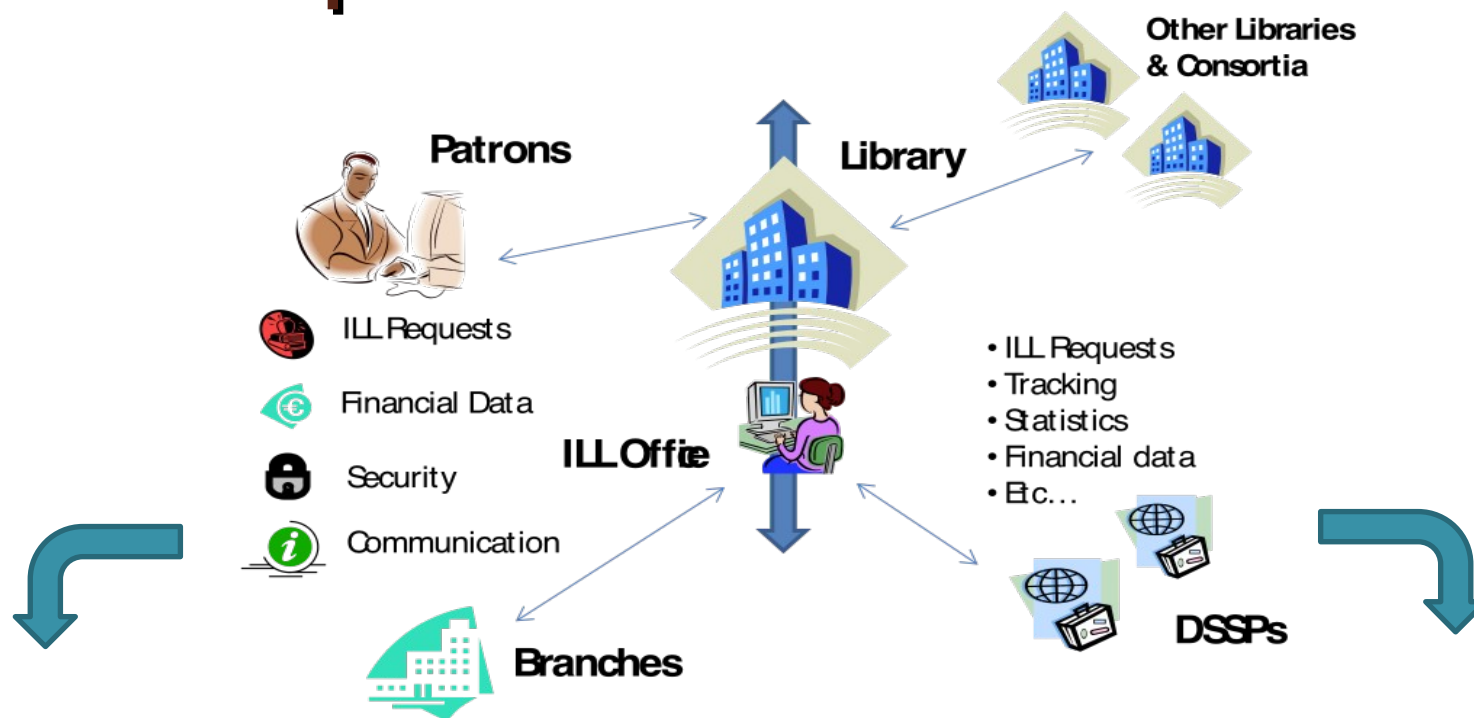 Other Libraries
& Consortia
Patrons
Library
ILL Requests
Financial Data
Security
Communication
ILL Office
• ILL Requests
• Tracking
• Statistics
• Financial data
• Etc...
Branches
DSSPs